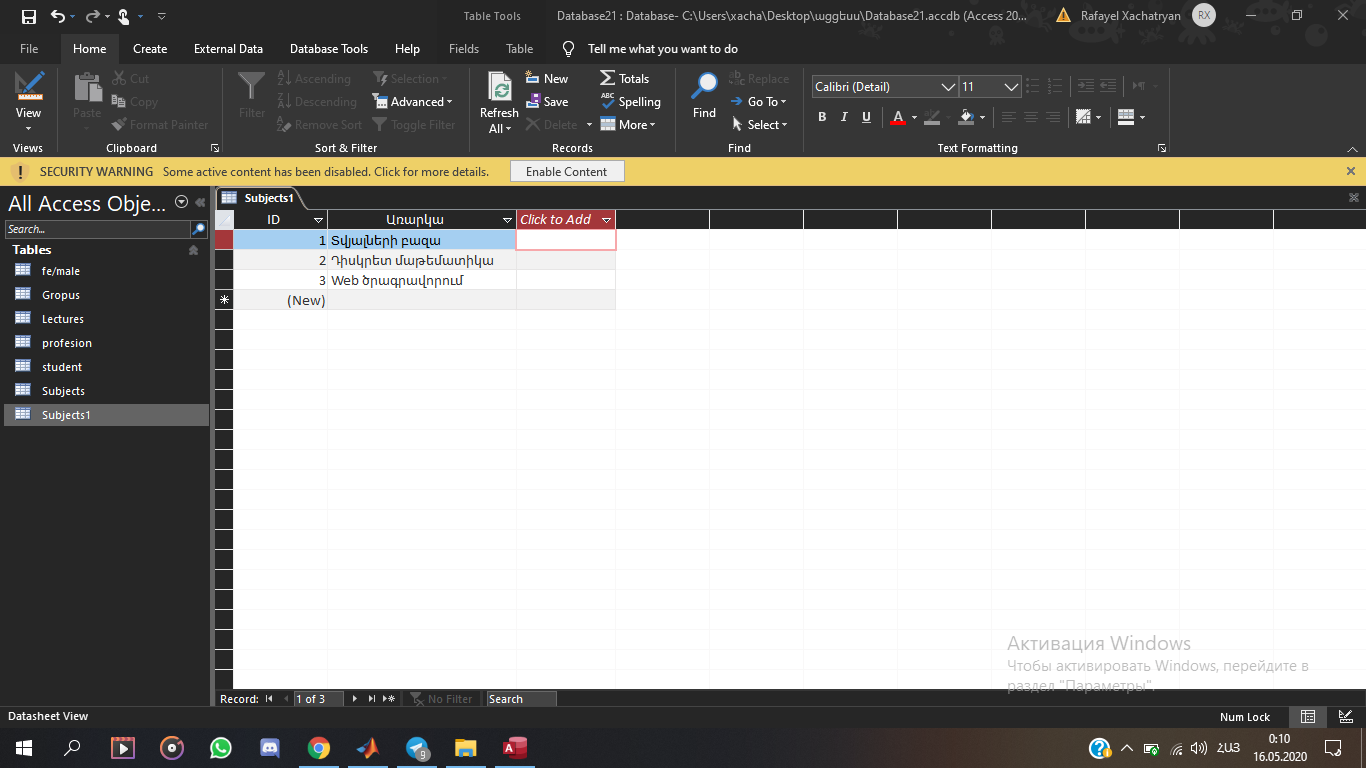 Table Tools
Database21 : Database- C:\Users\xacha\Desktop\աջջեսս\Database21.accdb (Access 20...
Rafayel Xachatryan
RX
File Home Create External Data Database Tools Help Fields Table Tell me what you want to do
View
Views
Paste
Cut
Copy
Format Painter
Clipboard
Filter
Ascending
Descending
Remove Sort
Selection
Advanced
Toggle Filter
Sort & Filter
Refresh
All
New
Save
Delete
Totals
Spelling
More
Records
Find
Replace
Go To
Select
Find
Calibri (Detail) 11
B I U
Text Formatting
SECURITY WARNING Some active content has been disabled. Click for more details. Enable Content
All Access Obje...
Search...
Tables
fe/male
Gropus
Lectures
profesion
student
Subjects
Subjects1
Subjects1
ID Առարկա Click to Add
1 Տվյալների բազա
2 Դիսկրետ մաթեմատիկա
3 Web ծրագրավորում
(New)
Активация Windows
Чтобы активировать Windows, перейдите в
раздел "Параметры".
Record: 1 of 3 No Filter Search
Datasheet View
Num Lock
9
ՀԱՅ
0:10
16.05.2020